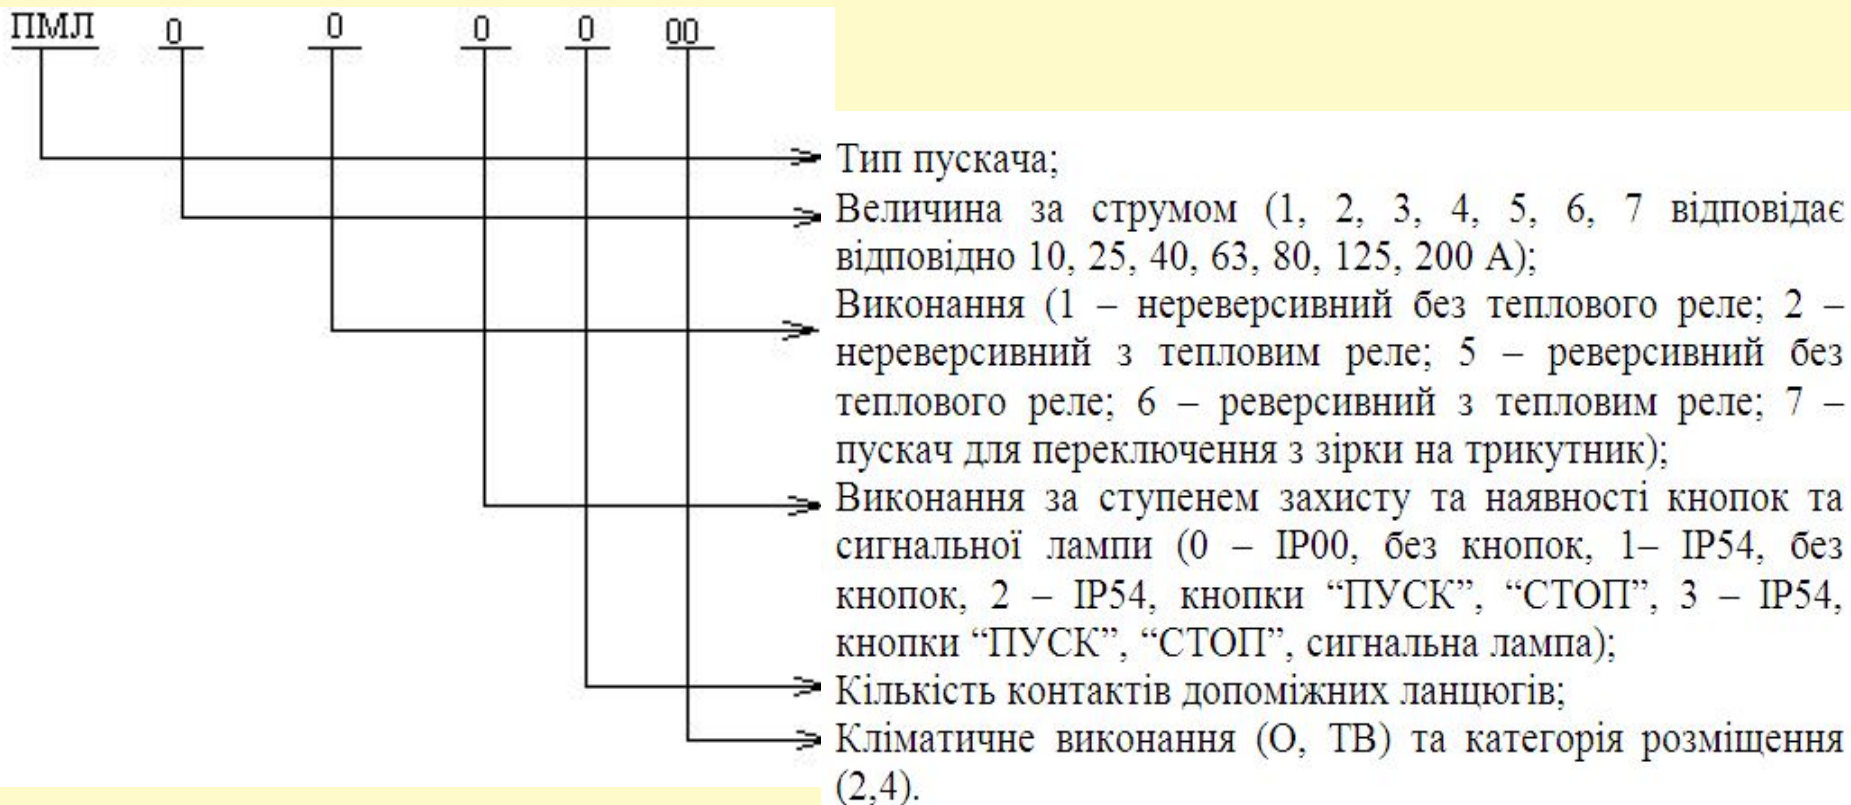 ПМЛ 0 0 0 0 00
Тип пускача;
Величина за струмом (1, 2, 3, 4, 5, 6, 7 відповідає
відповідно 10, 25, 40, 63, 80, 125, 200 А);
Виконання (1 – нереверсивний без теплового реле; 2 –
нереверсивний з тепловим реле; 5 – реверсивний без
теплового реле; 6 – реверсивний з тепловим реле; 7 –
пускач для переключення з зірки на трикутник);
Виконання за ступенем захисту та наявності кнопок та
сигнальної лампи (0 – IP00, без кнопок, 1– IP54, без
кнопок, 2 – IP54, кнопки “ПУСК”, “СТОП”, 3 – IP54,
кнопки “ПУСК”, “СТОП”, сигнальна лампа);
Кількість контактів допоміжних ланцюгів;
Кліматичне виконання (О, ТВ) та категорія розміщення
(2,4).